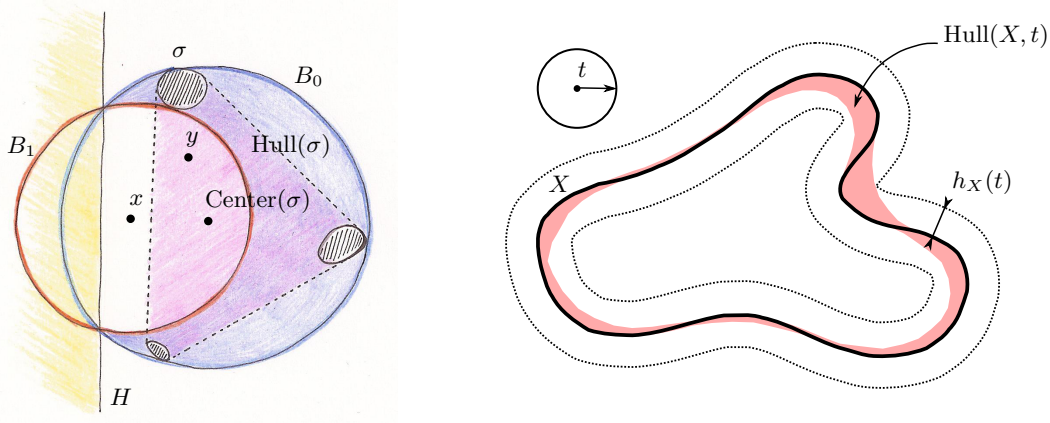 σ
B₀
B₁
y
Hull(σ)
x
Center(σ)
H
t
Hull(X, t)
X
h_X(t)